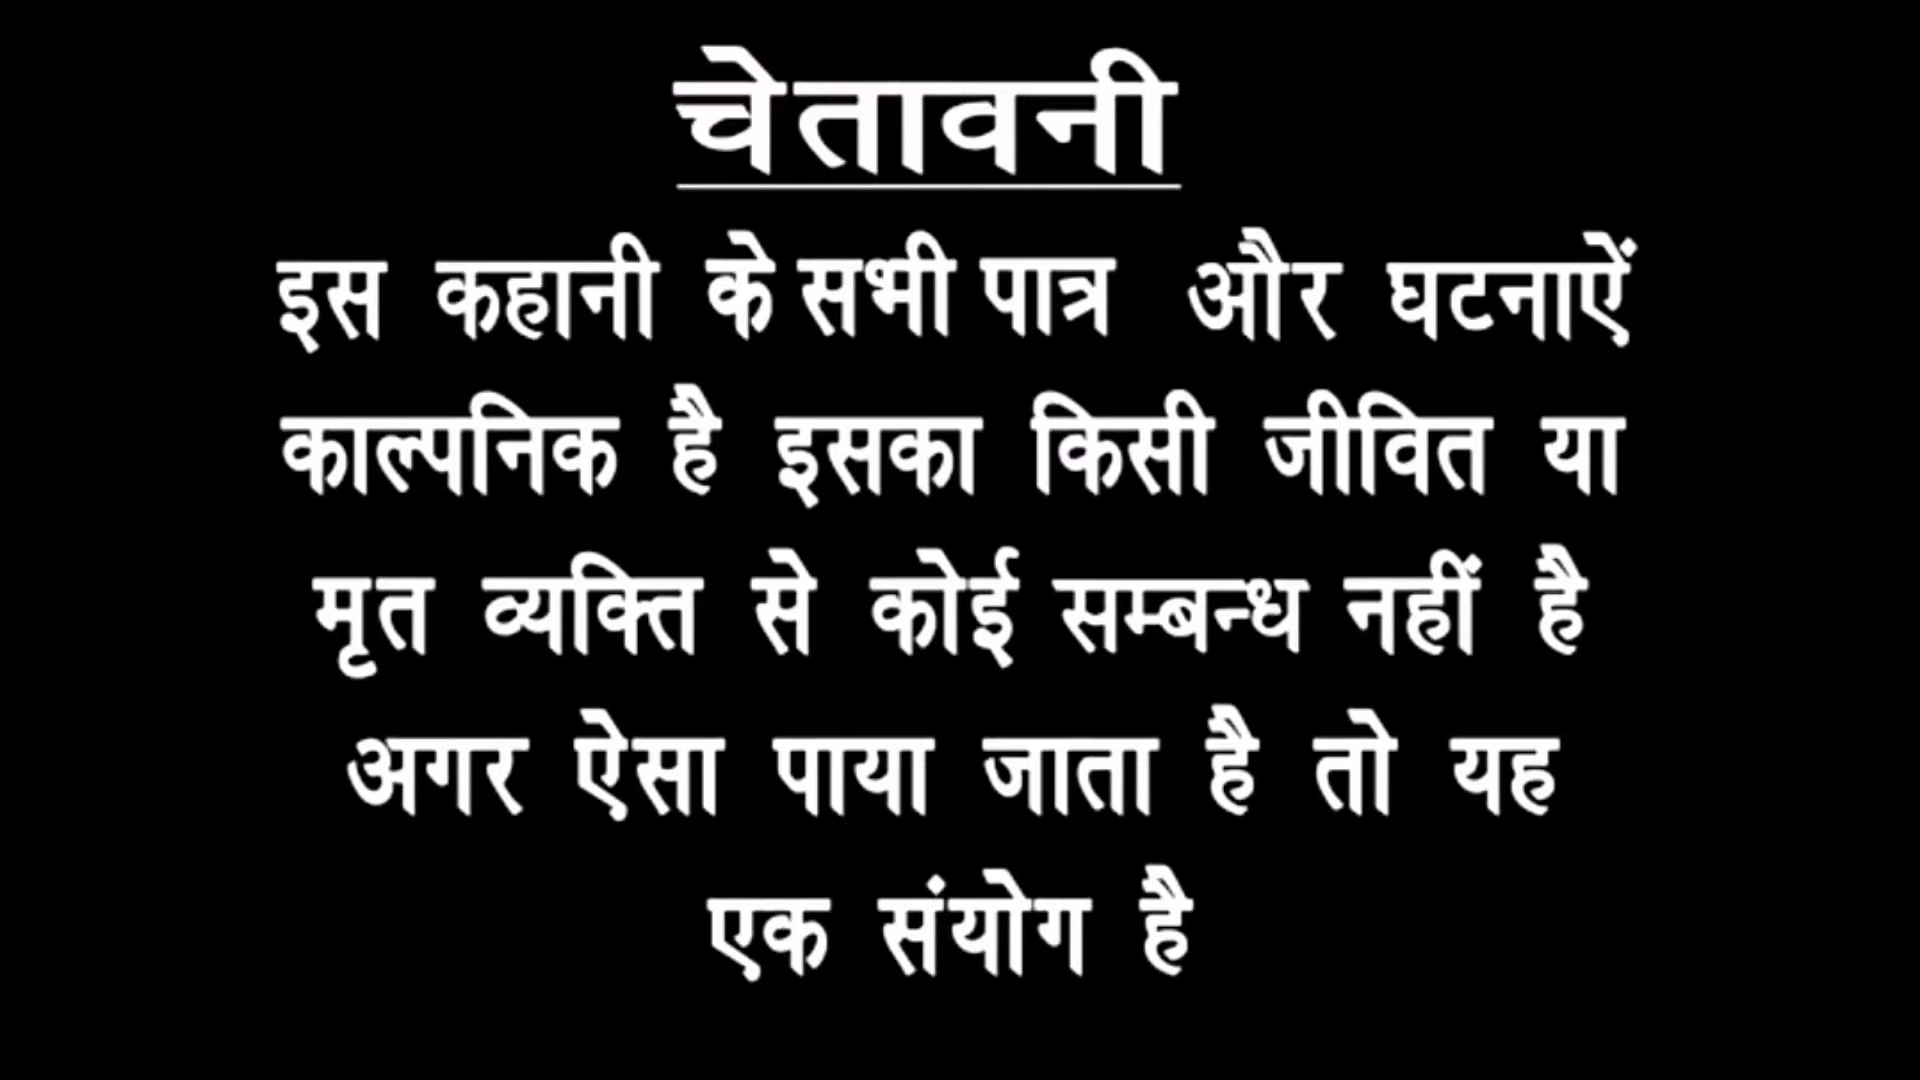 चेतावनी
इस कहानी के सभी पात्र और घटनाऐं
काल्पनिक है इसका किसी जीवित या
मृत व्यक्ति से कोई सम्बन्ध नहीं है
अगर ऐसा पाया जाता है तो यह
एक संयोग है